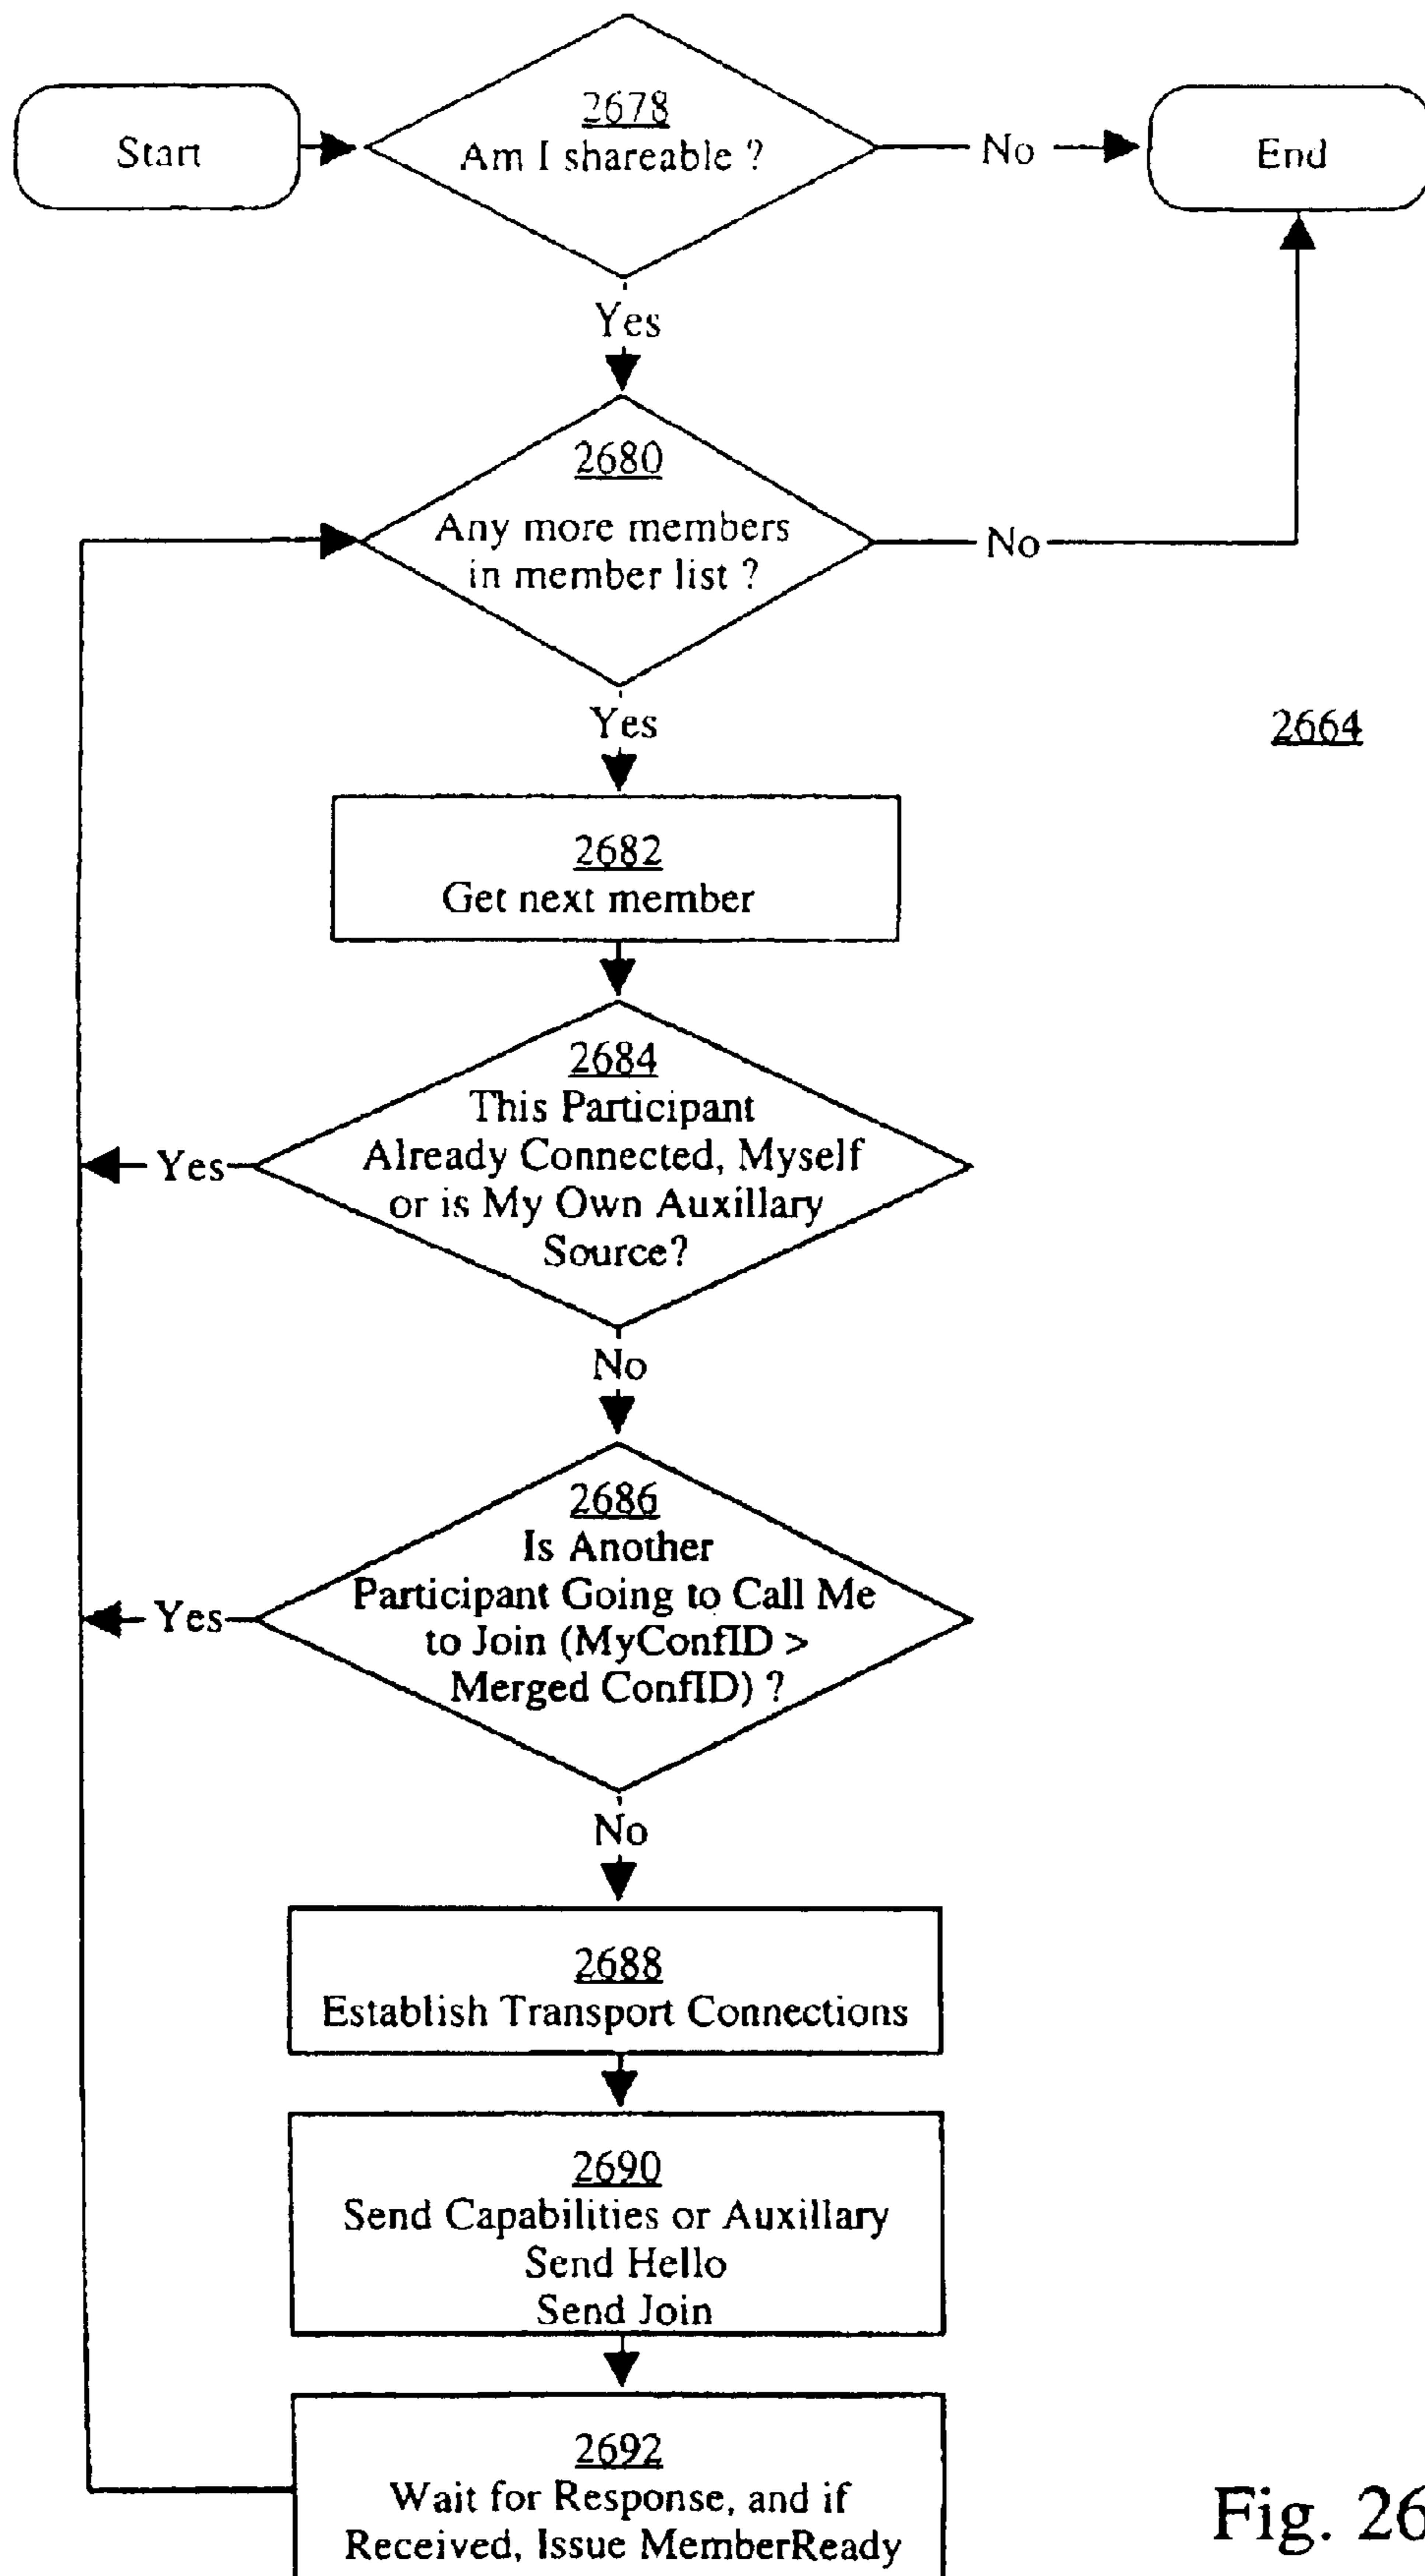 Start
2678
Am I shareable ?
No
End
Yes
2680
Any more members
in member list ?
No
Yes
2664
2682
Get next member
2684
This Participant
Already Connected, Myself
or is My Own Auxillary
Source?
Yes
No
2686
Is Another
Participant Going to Call Me
to Join (MyConfID >
Merged ConfID) ?
Yes
No
2688
Establish Transport Connections
2690
Send Capabilities or Auxillary
Send Hello
Send Join
2692
Wait for Response, and if
Received, Issue MemberReady
Fig. 26